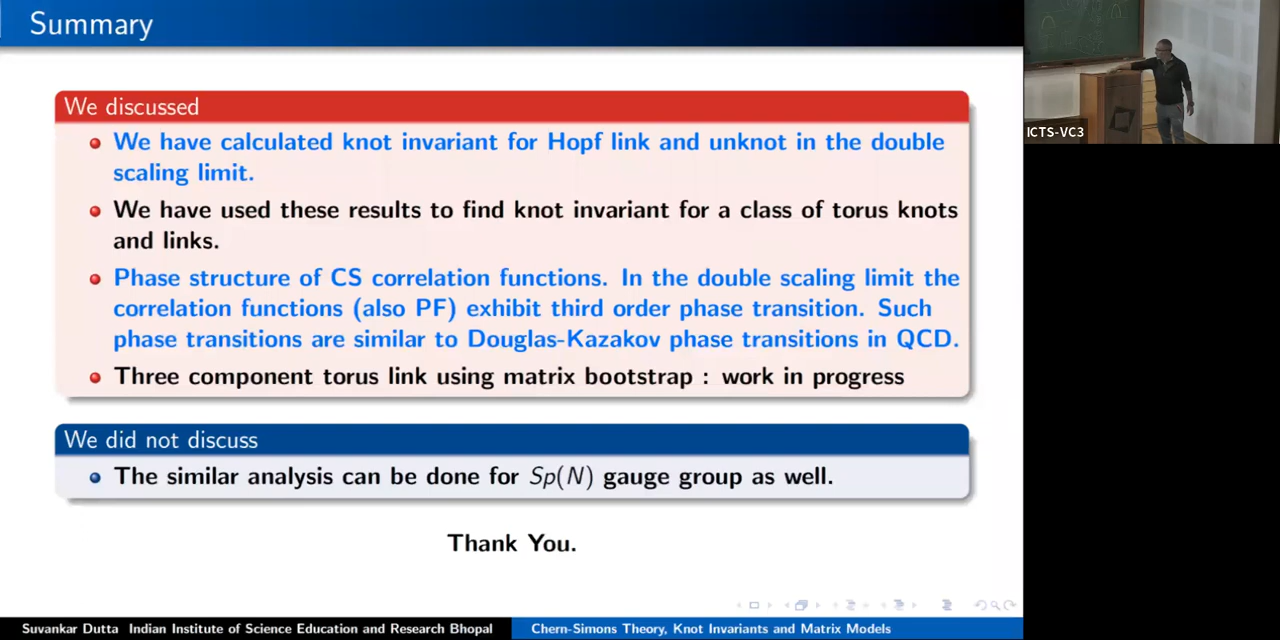 Summary
We discussed
We have calculated knot invariant for Hopf link and unknot in the double
scaling limit.
We have used these results to find knot invariant for a class of torus knots
and links.
Phase structure of CS correlation functions. In the double scaling limit the
correlation functions (also PF) exhibit third order phase transition. Such
phase transitions are similar to Douglas-Kazakov phase transitions in QCD.
Three component torus link using matrix bootstrap : work in progress
We did not discuss
The similar analysis can be done for Sp(N) gauge group as well.
Thank You.
Suvankar Dutta Indian Institute of Science Education and Research Bhopal
Chern-Simons Theory, Knot Invariants and Matrix Models
ICTS-VC3